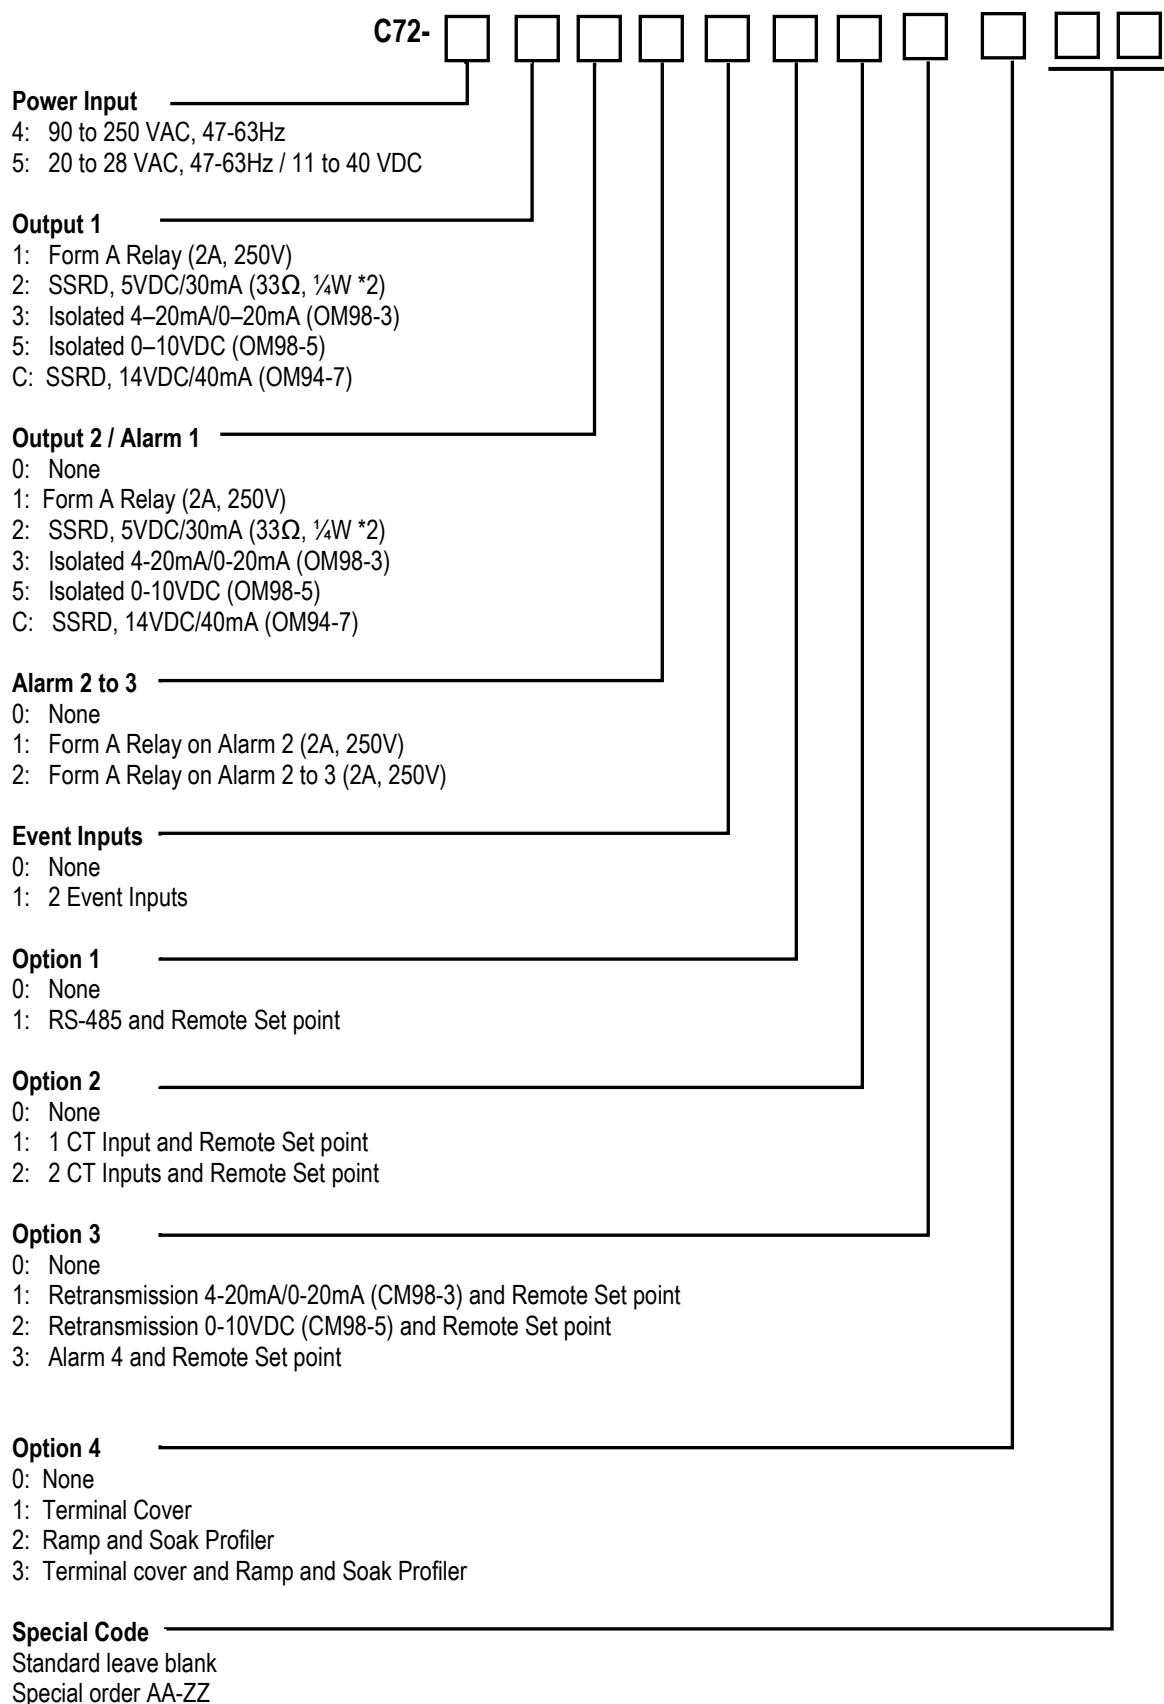 C72-
Power Input
4: 90 to 250 VAC, 47-63Hz
5: 20 to 28 VAC, 47-63Hz / 11 to 40 VDC
Output 1
1: Form A Relay (2A, 250V)
2: SSRD, 5VDC/30mA (33Ω, ¼W *2)
3: Isolated 4–20mA/0–20mA (OM98-3)
5: Isolated 0–10VDC (OM98-5)
C: SSRD, 14VDC/40mA (OM94-7)
Output 2 / Alarm 1
0: None
1: Form A Relay (2A, 250V)
2: SSRD, 5VDC/30mA (33Ω, ¼W *2)
3: Isolated 4-20mA/0-20mA (OM98-3)
5: Isolated 0-10VDC (OM98-5)
C: SSRD, 14VDC/40mA (OM94-7)
Alarm 2 to 3
0: None
1: Form A Relay on Alarm 2 (2A, 250V)
2: Form A Relay on Alarm 2 to 3 (2A, 250V)
Event Inputs
0: None
1: 2 Event Inputs
Option 1
0: None
1: RS-485 and Remote Set point
Option 2
0: None
1: 1 CT Input and Remote Set point
2: 2 CT Inputs and Remote Set point
Option 3
0: None
1: Retransmission 4-20mA/0-20mA (CM98-3) and Remote Set point
2: Retransmission 0-10VDC (CM98-5) and Remote Set point
3: Alarm 4 and Remote Set point
Option 4
0: None
1: Terminal Cover
2: Ramp and Soak Profiler
3: Terminal cover and Ramp and Soak Profiler
Special Code
Standard leave blank
Special order AA-ZZ